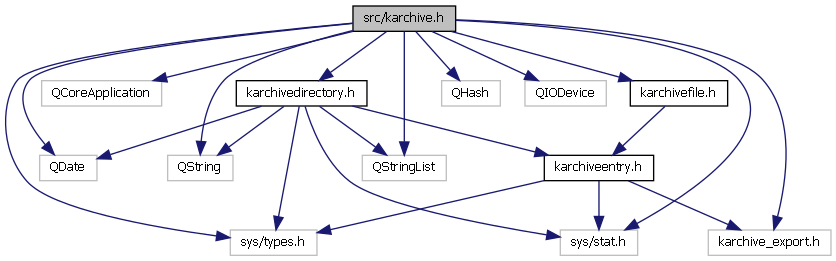 src/karchive.h
QCoreApplication
karchivedirectory.h
QHash
QIODevice
karchivefile.h
QDate
QString
QStringList
karchiveentry.h
sys/types.h
sys/stat.h
karchive_export.h